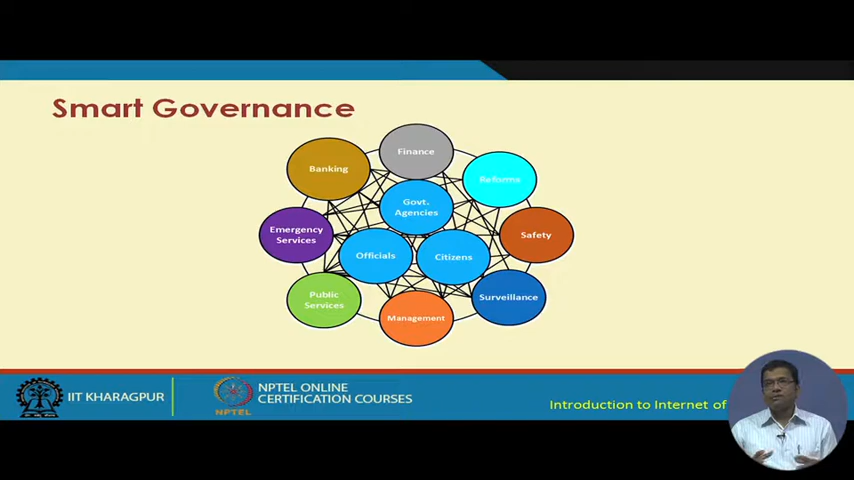 Smart Governance
Finance
Banking
Reforms
Govt.
Agencies
Emergency
Services
Safety
Officials
Citizens
Public
Services
Surveillance
Management
IIT KHARAGPUR
NPTEL
NPTEL ONLINE
CERTIFICATION COURSES
Introduction to Internet of